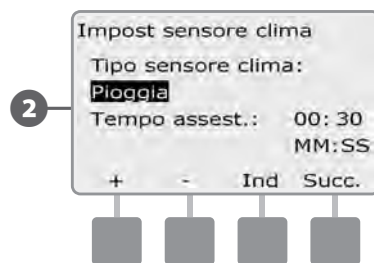 Impost sensore clima
Tipo sensore clima:
Pioggia
2
Tempo assest.: 00: 30
MM:SS
+ - Ind Succ.